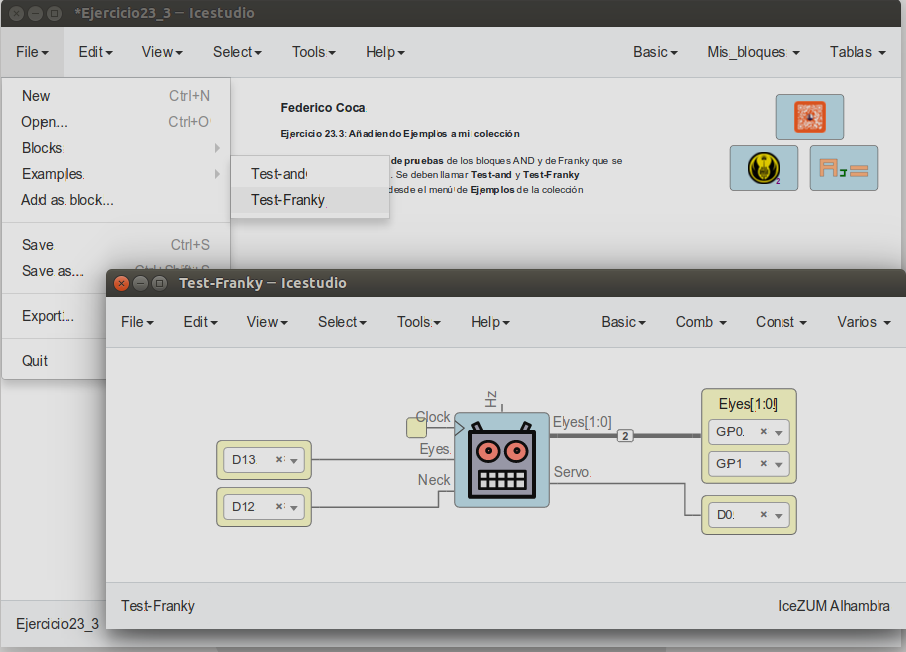 *Ejercicio23_3 – Icestudio
File Edit View Select Tools Help Basic Mis_bloques Tablas
New Ctrl+N
Open... Ctrl+O
Blocks
Examples
Add as block...
Save Ctrl+S
Save as... Ctrl+Shift+S
Export...
Quit
Test-and
Test-Franky
Federico Coca
Ejercicio 23.3: Añadiendo Ejemplos a mi colección
de pruebas de los bloques AND y de Franky que se
. Se deben llamar Test-and y Test-Franky
desde el menú de Ejemplos de la colección
2
Test-Franky – Icestudio
File Edit View Select Tools Help Basic Comb Const Varios
Hz
Clock
Eyes
Neck
D13
D12
Eyes[1:0]
2
Servo
Eyes[1:0]
GP0
GP1
D0
Test-Franky IceZUM Alhambra
Ejercicio23_3